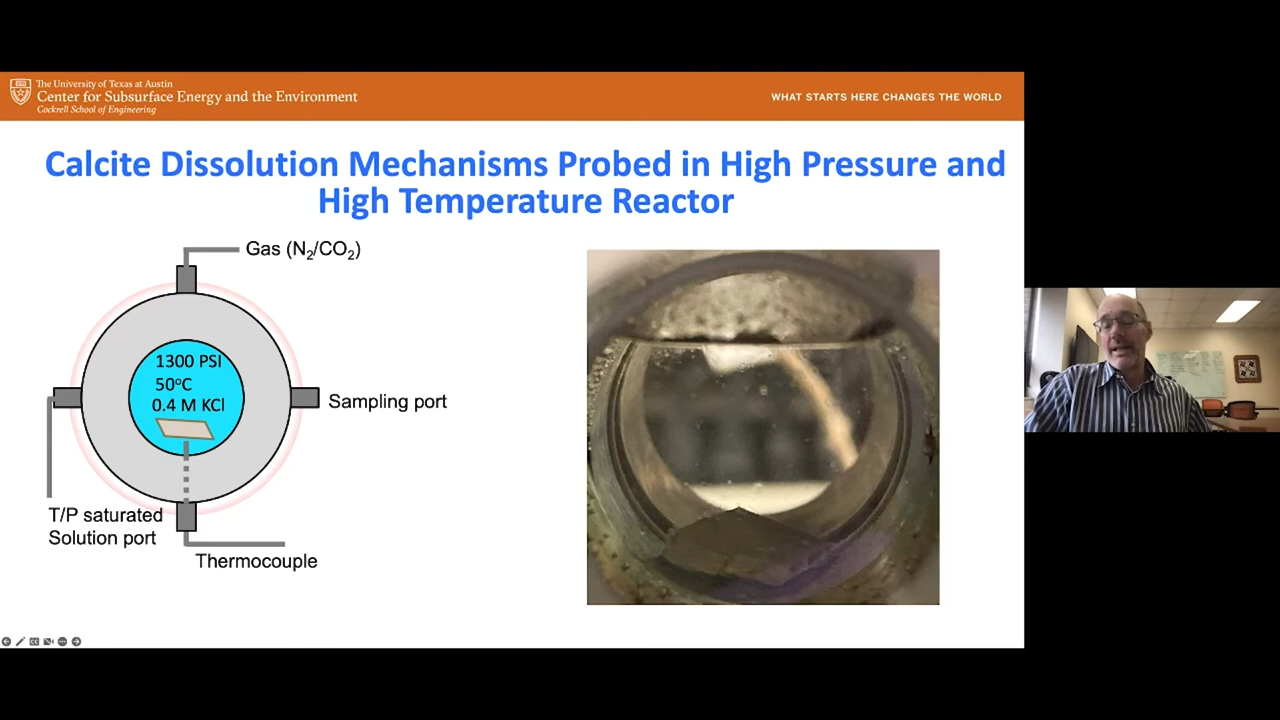 The University of Texas at Austin
Center for Subsurface Energy and the Environment
Cockrell School of Engineering
WHAT STARTS HERE CHANGES THE WORLD
Calcite Dissolution Mechanisms Probed in High Pressure and
High Temperature Reactor
Gas (N₂/CO₂)
1300 PSI
50°C
0.4 M KCl
Sampling port
T/P saturated
Solution port
Thermocouple